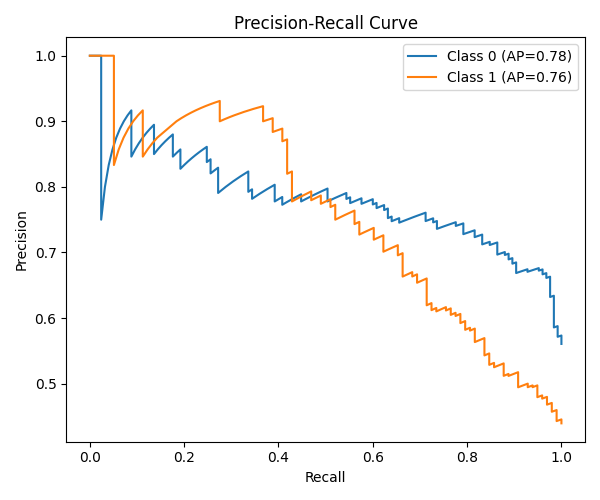 Precision-Recall Curve
Class 0 (AP=0.78)
Class 1 (AP=0.76)
1.0
0.9
0.8
0.7
0.6
0.5
Precision
0.0 0.2 0.4 0.6 0.8 1.0
Recall